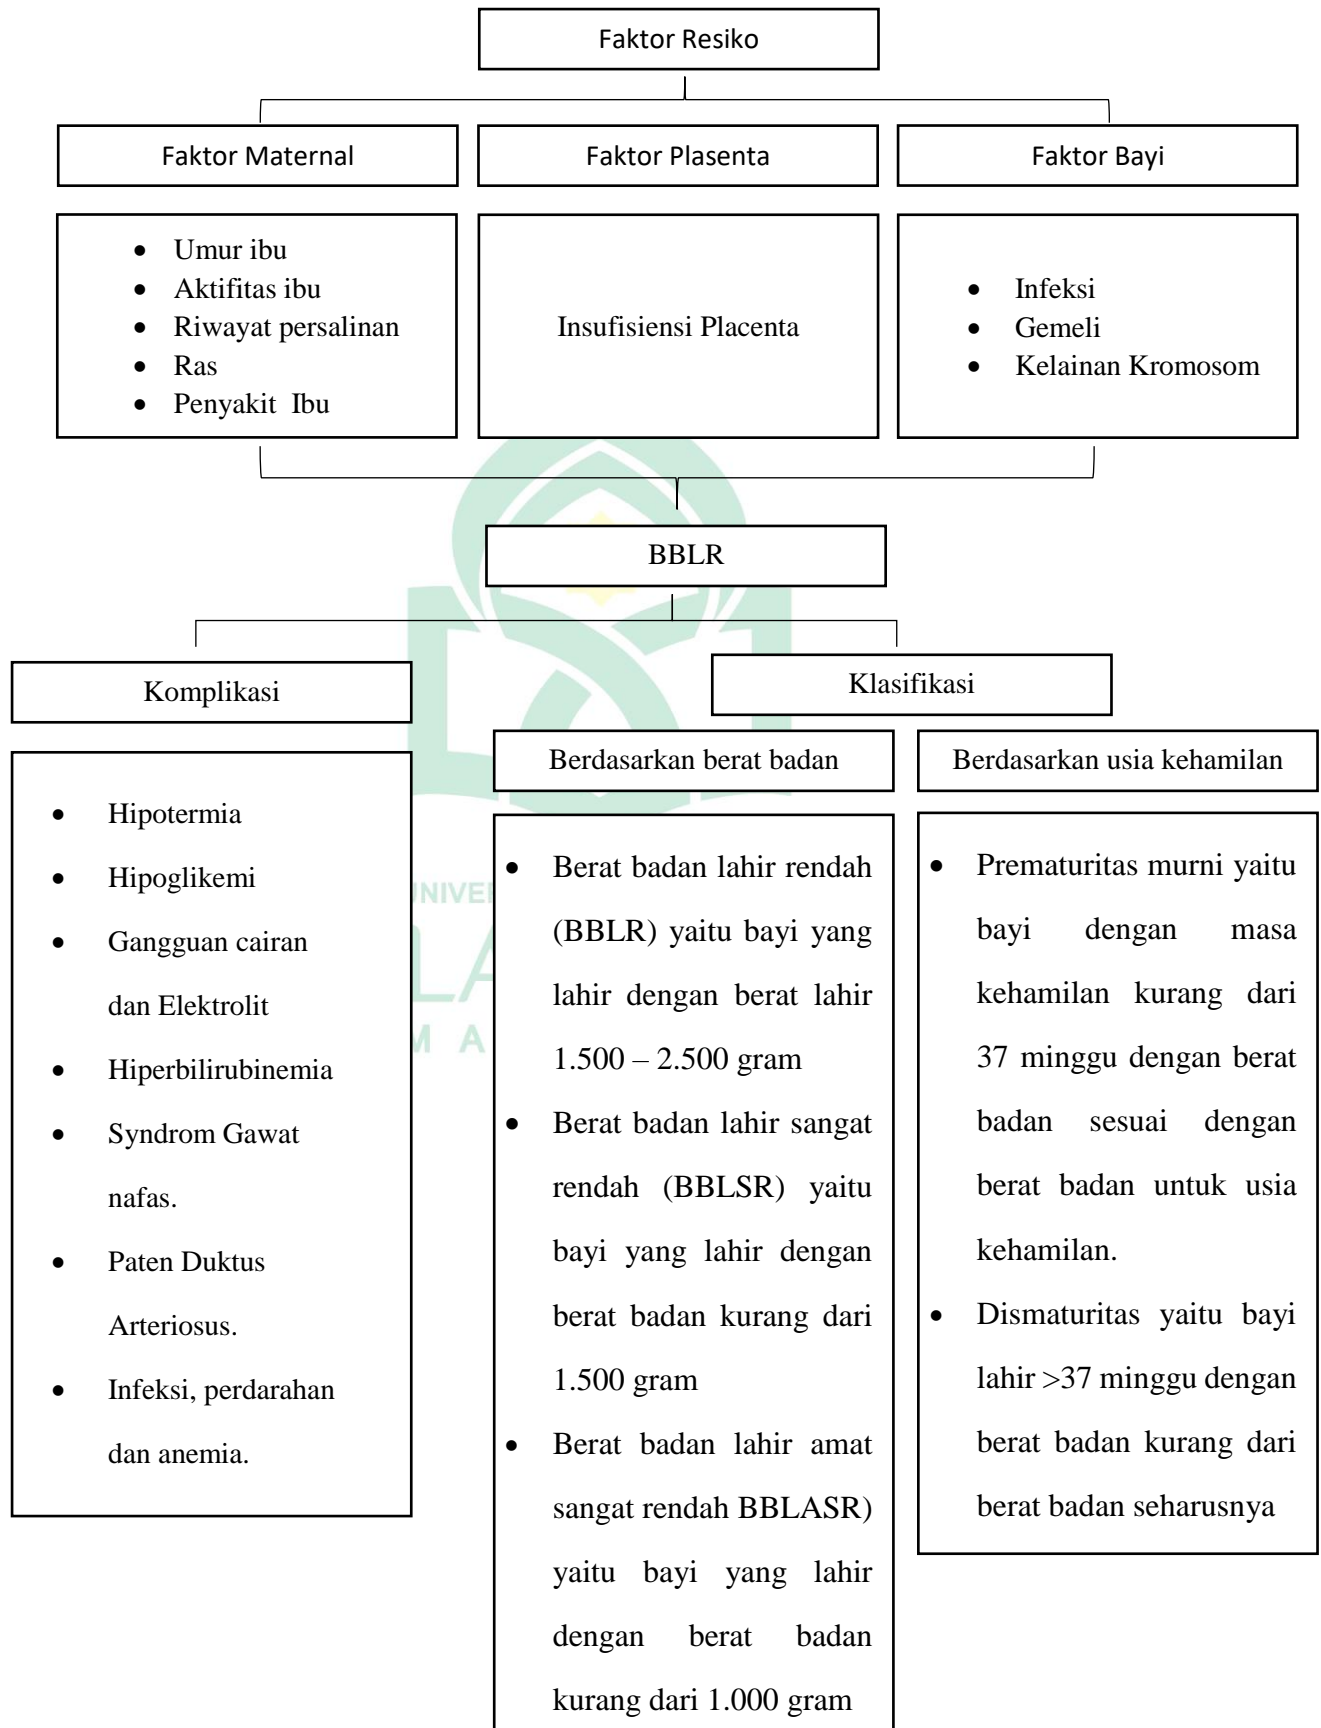 Faktor Resiko
Faktor Maternal
Faktor Plasenta
Faktor Bayi
• Umur ibu
• Aktifitas ibu
• Riwayat persalinan
• Ras
• Penyakit Ibu
Insufisiensi Placenta
• Infeksi
• Gemeli
• Kelainan Kromosom
BBLR
Komplikasi
Klasifikasi
• Hipotermia
• Hipoglikemi
• Gangguan cairan
dan Elektrolit
• Hiperbilirubinemia
• Syndrom Gawat
nafas.
• Paten Duktus
Arteriosus.
• Infeksi, perdarahan
dan anemia.
Berdasarkan berat badan
• Berat badan lahir rendah
(BBLR) yaitu bayi yang
lahir dengan berat lahir
1.500 – 2.500 gram
• Berat badan lahir sangat
rendah (BBLSR) yaitu
bayi yang lahir dengan
berat badan kurang dari
1.500 gram
• Berat badan lahir amat
sangat rendah BBLASR)
yaitu bayi yang lahir
dengan berat badan
kurang dari 1.000 gram
Berdasarkan usia kehamilan
• Prematuritas murni yaitu
bayi dengan masa
kehamilan kurang dari
37 minggu dengan berat
badan sesuai dengan
berat badan untuk usia
kehamilan.
• Dismaturitas yaitu bayi
lahir >37 minggu dengan
berat badan kurang dari
berat badan seharusnya